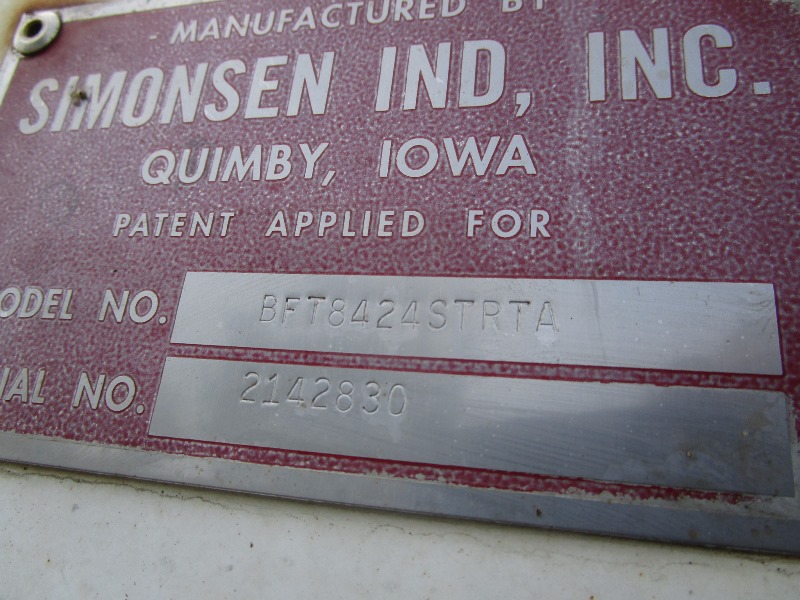 - MANUFACTURED BY
SIMONSEN IND, INC.
QUIMBY, IOWA
PATENT APPLIED FOR
ODEL NO. BFT8424STRTA
IAL NO. 2142830